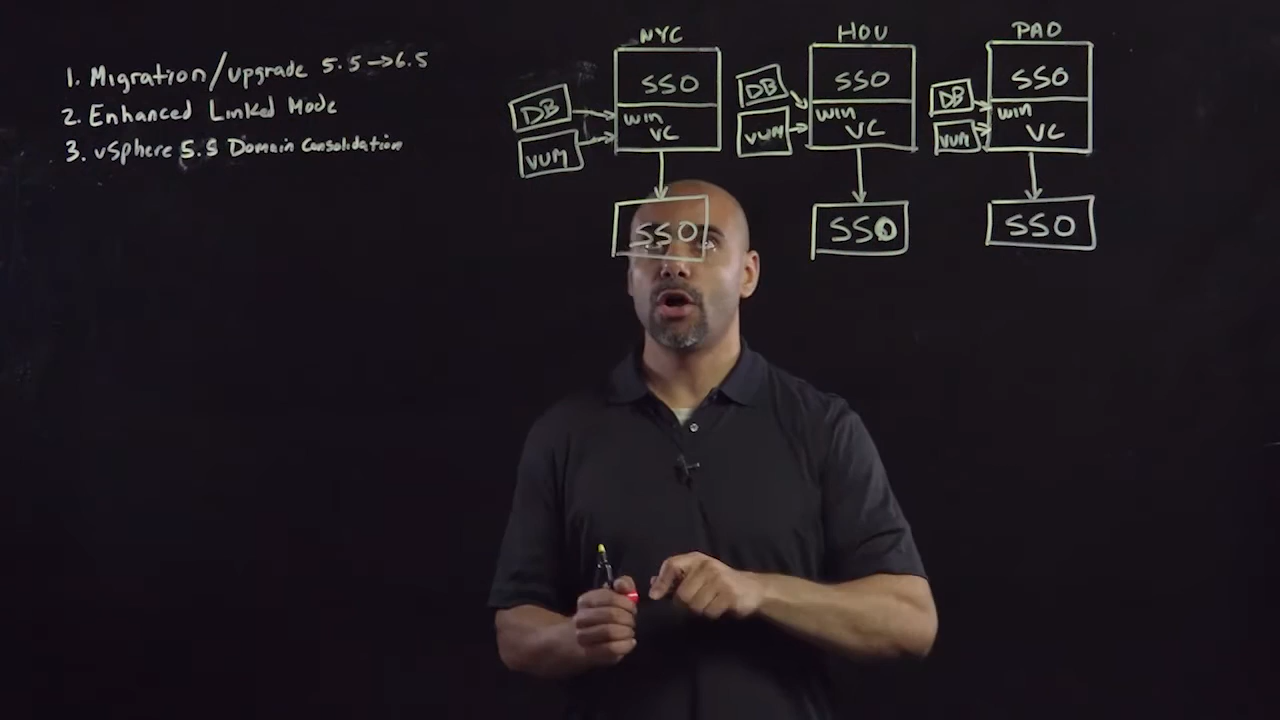 1. Migration/upgrade 5.5→6.5
2. Enhanced Linked Mode
3. vSphere 5.5 Domain Consolidation
NYC
SSO
DB
win
VC
VUM
SSO
HOU
SSO
DB
win
VC
VUM
SSO
PAO
SSO
DB
win
VC
VUM
SSO